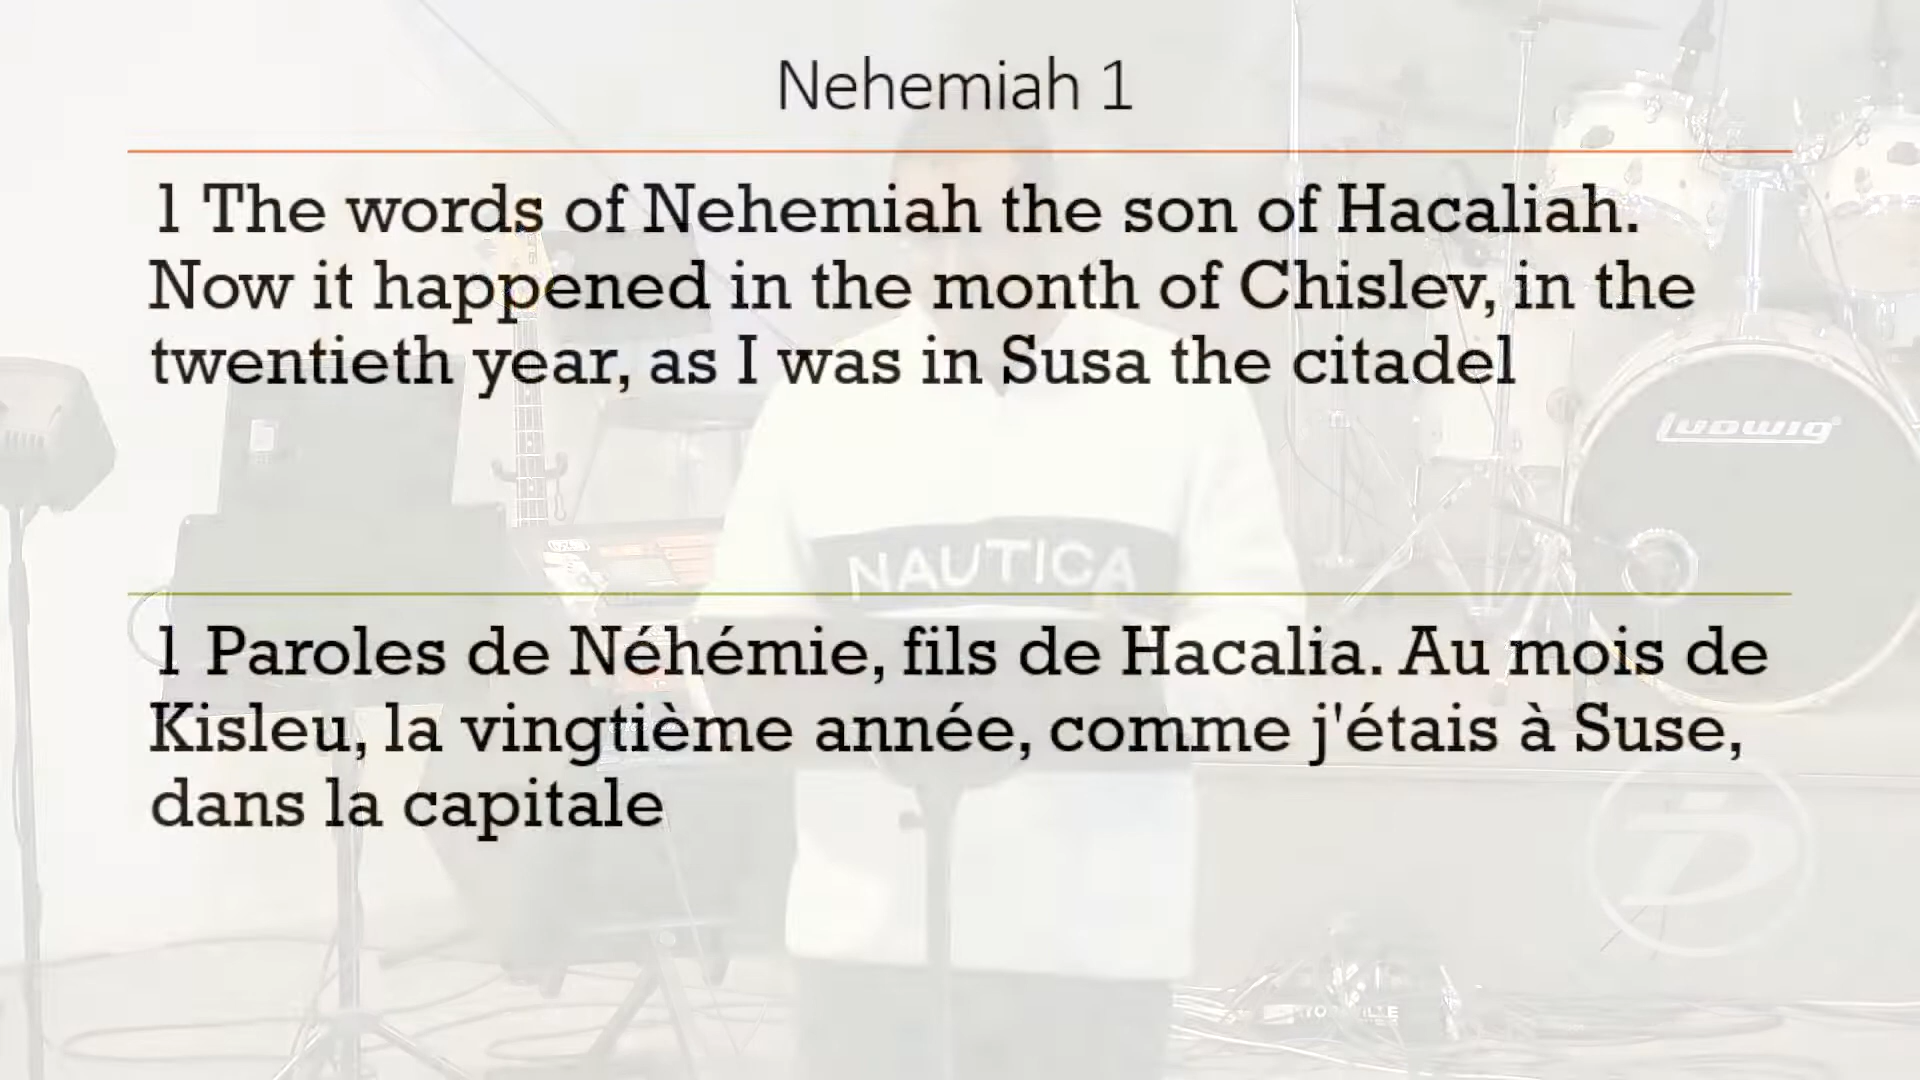 Nehemiah 1
1 The words of Nehemiah the son of Hacaliah.
Now it happened in the month of Chislev, in the
twentieth year, as I was in Susa the citadel
Ludwig
NAUTICA
1 Paroles de Néhémie, fils de Hacalia. Au mois de
Kisleu, la vingtième année, comme j'étais à Suse,
dans la capitale